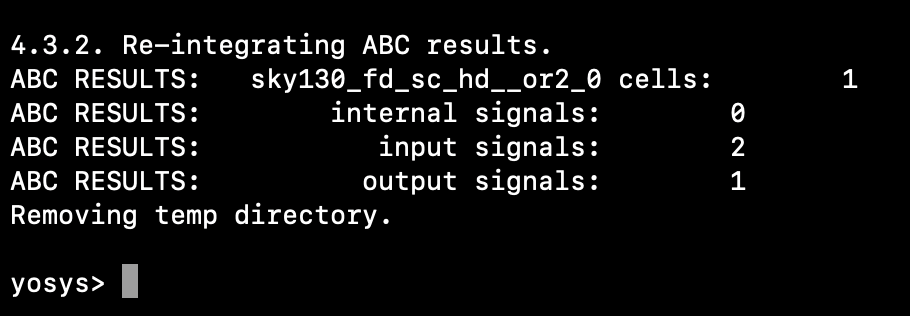 4.3.2. Re-integrating ABC results.
ABC RESULTS:   sky130_fd_sc_hd__or2_0 cells:        1
ABC RESULTS:        internal signals:        0
ABC RESULTS:           input signals:        2
ABC RESULTS:          output signals:        1
Removing temp directory.
yosys>